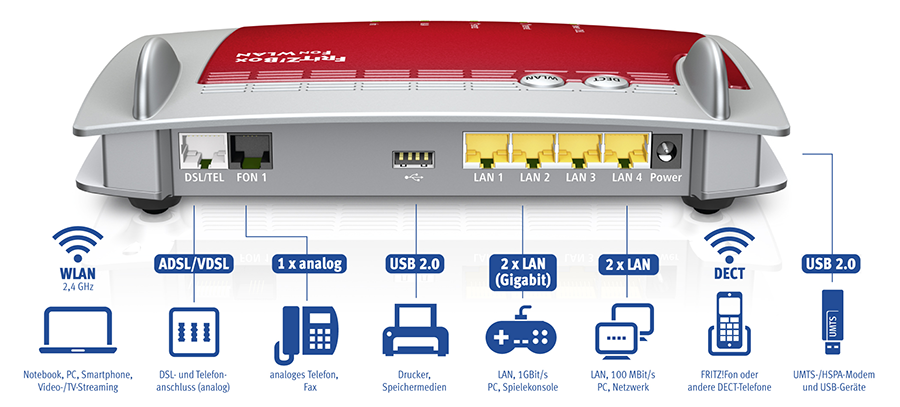 FRITZ!Box
FON WLAN
WLAN
DECT
DSL/TEL
FON 1
LAN 1
LAN 2
LAN 3
LAN 4
Power
WLAN
2,4 GHz
ADSL/VDSL
1 x analog
USB 2.0
2 x LAN
(Gigabit)
2 x LAN
DECT
USB 2.0
UMTS
Notebook, PC, Smartphone,
Video-/TV-Streaming
DSL- und Telefon-
anschluss (analog)
analoges Telefon,
Fax
Drucker,
Speichermedien
LAN, 1GBit/s
PC, Spielekonsole
LAN, 100 MBit/s
PC, Netzwerk
FRITZ!Fon oder
andere DECT-Telefone
UMTS-/HSPA-Modem
und USB-Geräte